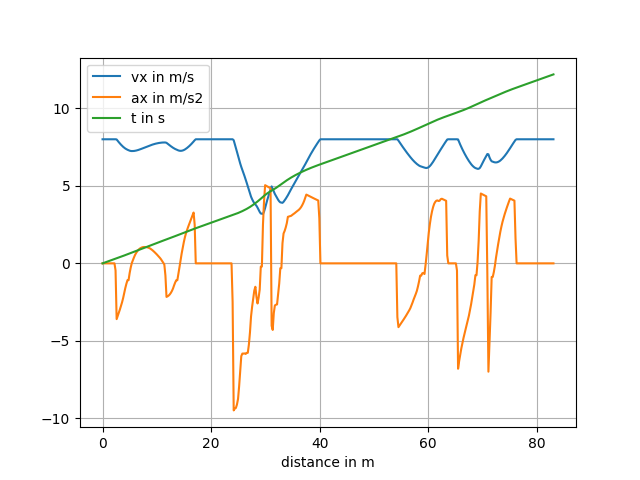 vx in m/s
ax in m/s2
t in s
10
5
0
−5
−10
0 20 40 60 80
distance in m